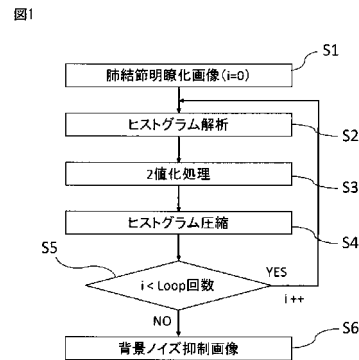 図1
S1
肺結節明瞭化画像(i=0)
ヒストグラム解析
S2
2値化処理
S3
ヒストグラム圧縮
S4
S5
i < Loop回数
YES
i ++
NO
背景ノイズ抑制画像
S6